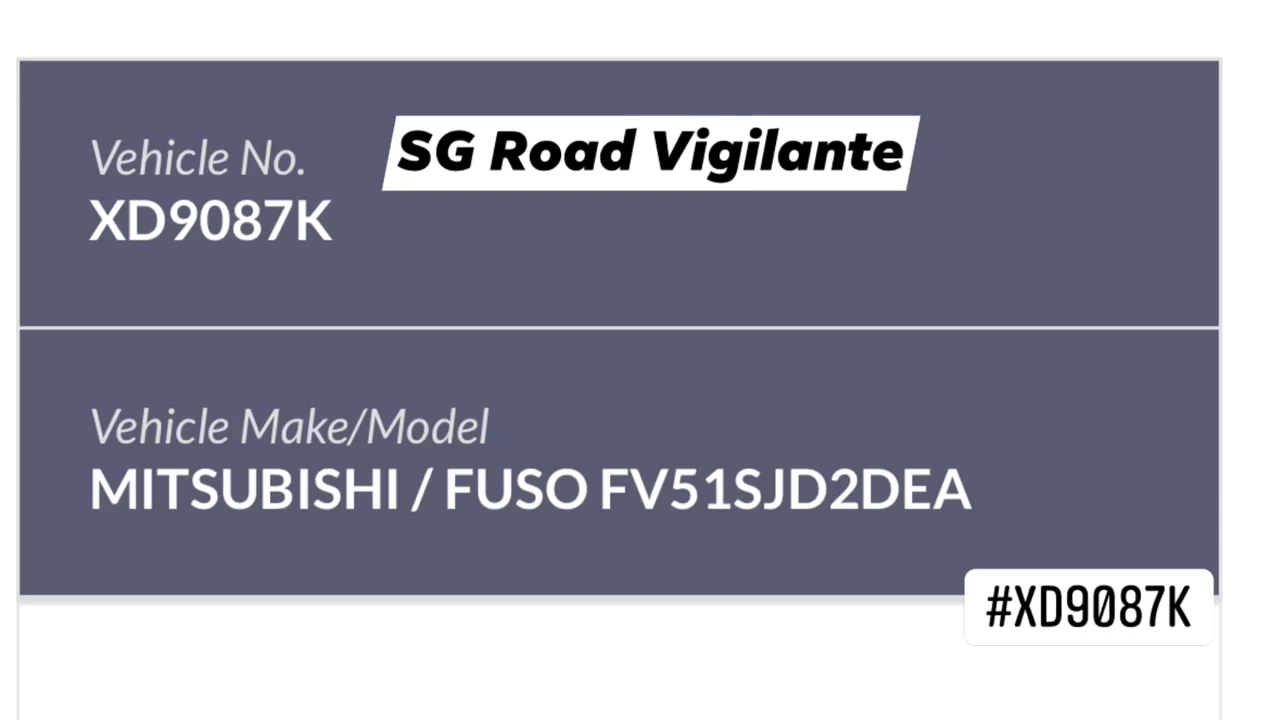 Vehicle No.
SG Road Vigilante
XD9087K
Vehicle Make/Model
MITSUBISHI / FUSO FV51SJD2DEA
#XD9087K